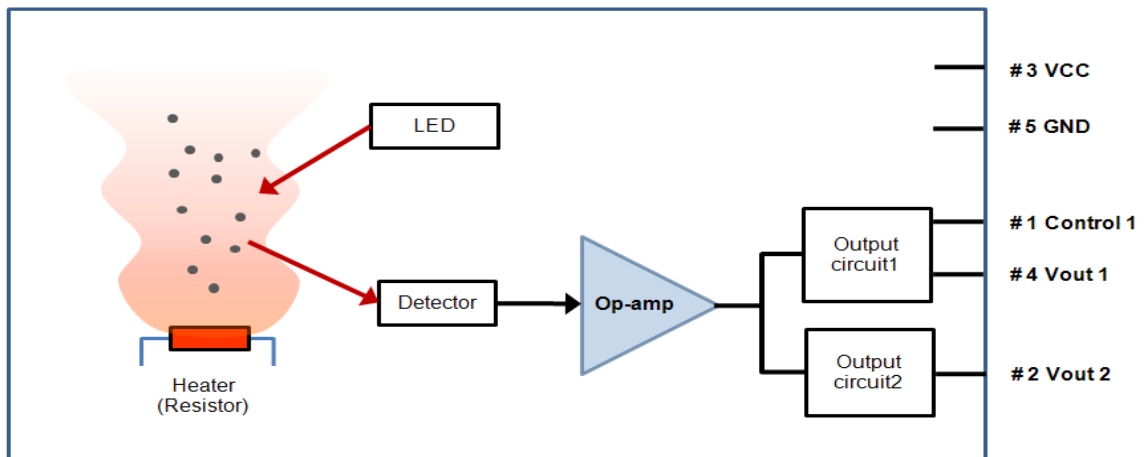 #3 VCC
LED
#5 GND
Output
circuit1
#1 Control 1
#4 Vout 1
Detector
Op-amp
Heater
(Resistor)
Output
circuit2
#2 Vout 2